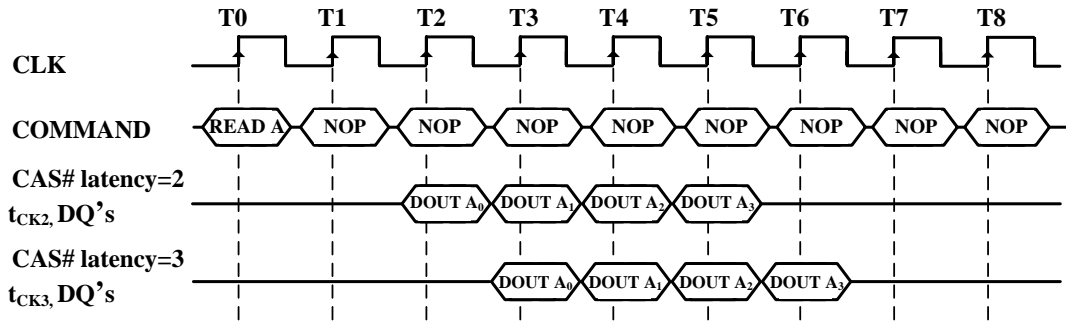 T0 T1 T2 T3 T4 T5 T6 T7 T8
CLK
COMMAND READ A NOP NOP NOP NOP NOP NOP NOP NOP
CAS# latency=2
tCK2, DQ's DOUT A0 DOUT A1 DOUT A2 DOUT A3
CAS# latency=3
tCK3, DQ's DOUT A0 DOUT A1 DOUT A2 DOUT A3